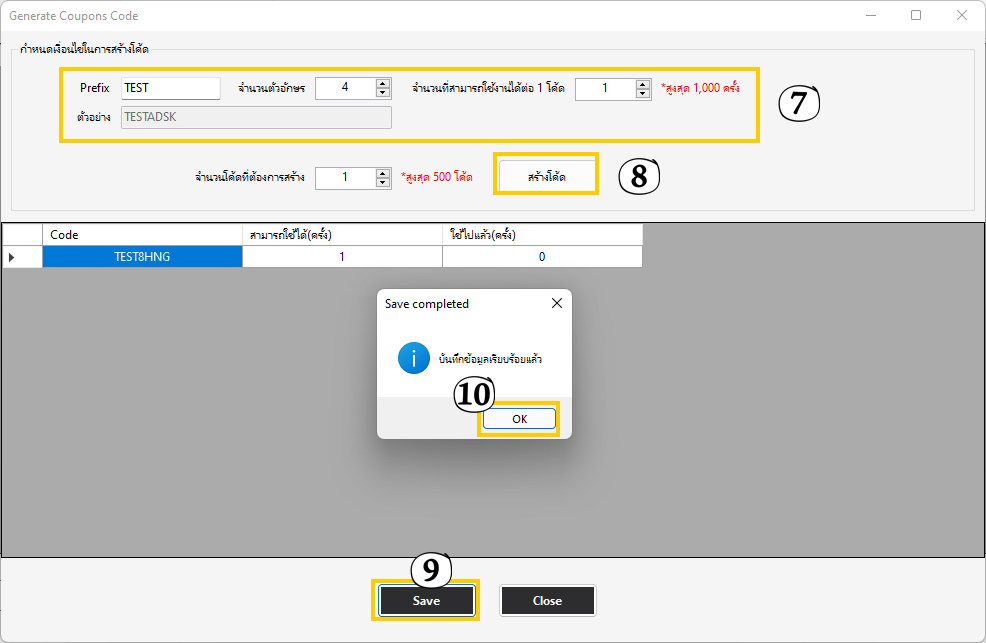 Generate Coupons Code
กำหนดเงื่อนไขในการสร้างโค้ด
Prefix TEST จำนวนตัวอักษร 4 จำนวนที่สามารถใช้งานได้ต่อ 1 โค้ด 1 *สูงสุด 1,000 ครั้ง
7
ตัวอย่าง TESTADSK
จำนวนโค้ดที่ต้องการสร้าง 1 *สูงสุด 500 โค้ด สร้างโค้ด 8
Code สามารถใช้ได้(ครั้ง) ใช้ไปแล้ว(ครั้ง)
TEST8HNG 1 0
Save completed
i บันทึกข้อมูลเรียบร้อยแล้ว
10
OK
9
Save Close